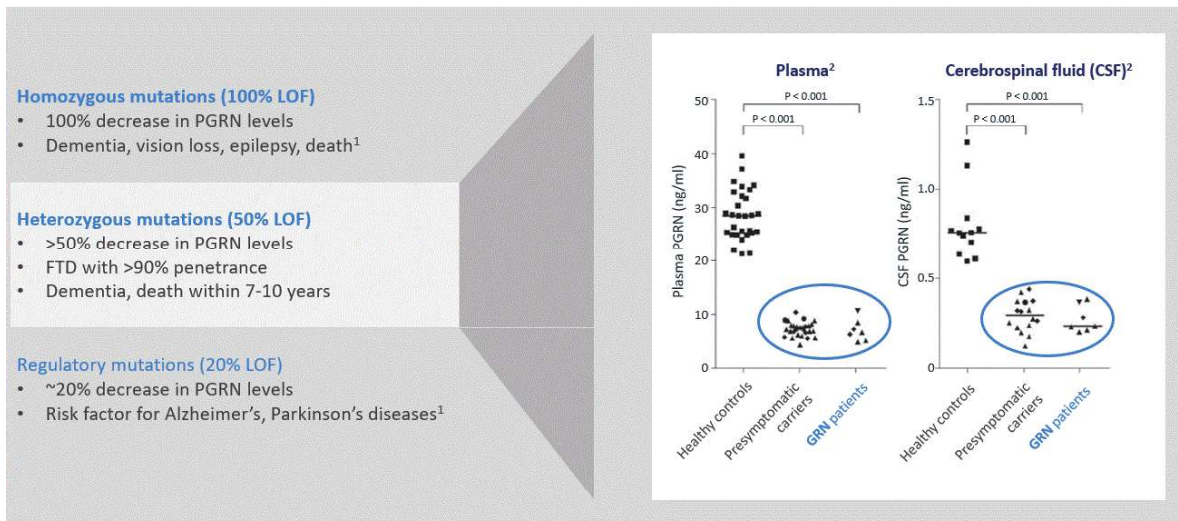 Homozygous mutations (100% LOF)
• 100% decrease in PGRN levels
• Dementia, vision loss, epilepsy, death¹
Heterozygous mutations (50% LOF)
• >50% decrease in PGRN levels
• FTD with >90% penetrance
• Dementia, death within 7-10 years
Regulatory mutations (20% LOF)
• ~20% decrease in PGRN levels
• Risk factor for Alzheimer's, Parkinson's diseases¹
Plasma²
P < 0.001
P < 0.001
Plasma PGRN (ng/ml)
50
40
30
20
10
0
Healthy controls
Presymptomatic
carriers
GRN patients
Cerebrospinal fluid (CSF)²
P < 0.001
P < 0.001
CSF PGRN (ng/ml)
1.5
1.0
0.5
0
Healthy controls
Presymptomatic
carriers
GRN patients